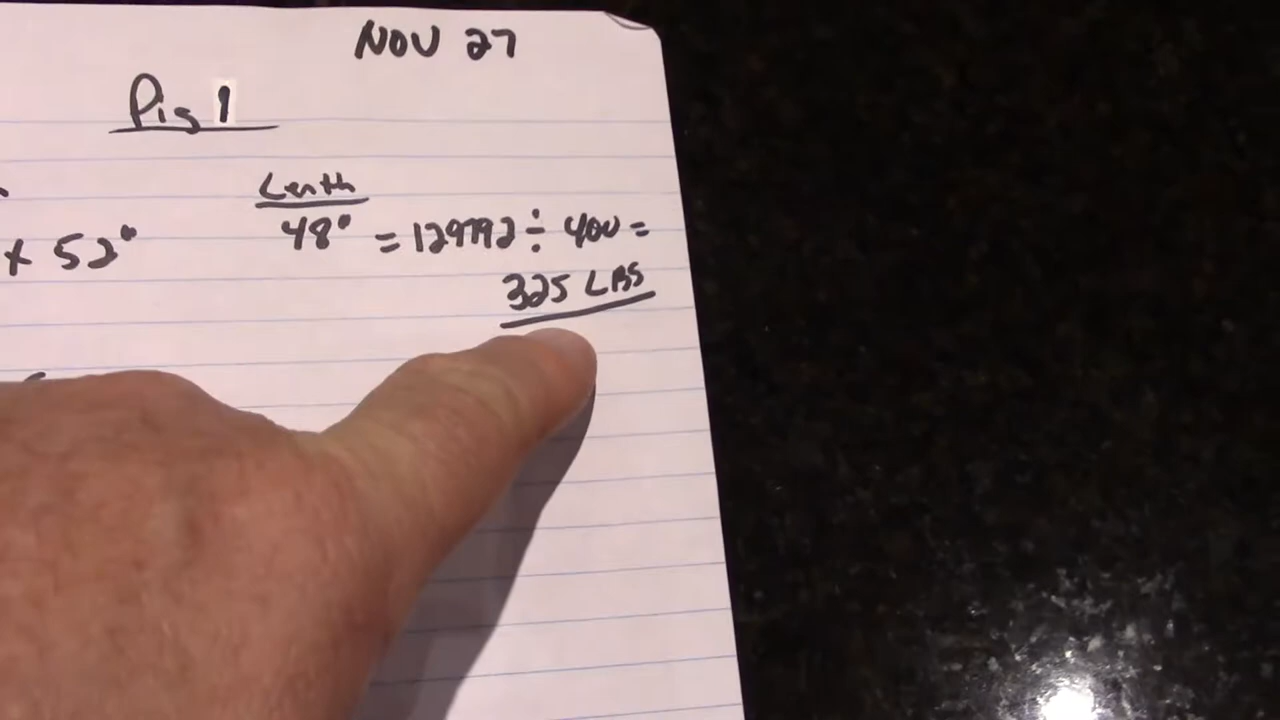 NOV 27
Pig 1
Lenth
x 52" 48" = 129792 ÷ 400 =
325 LBS